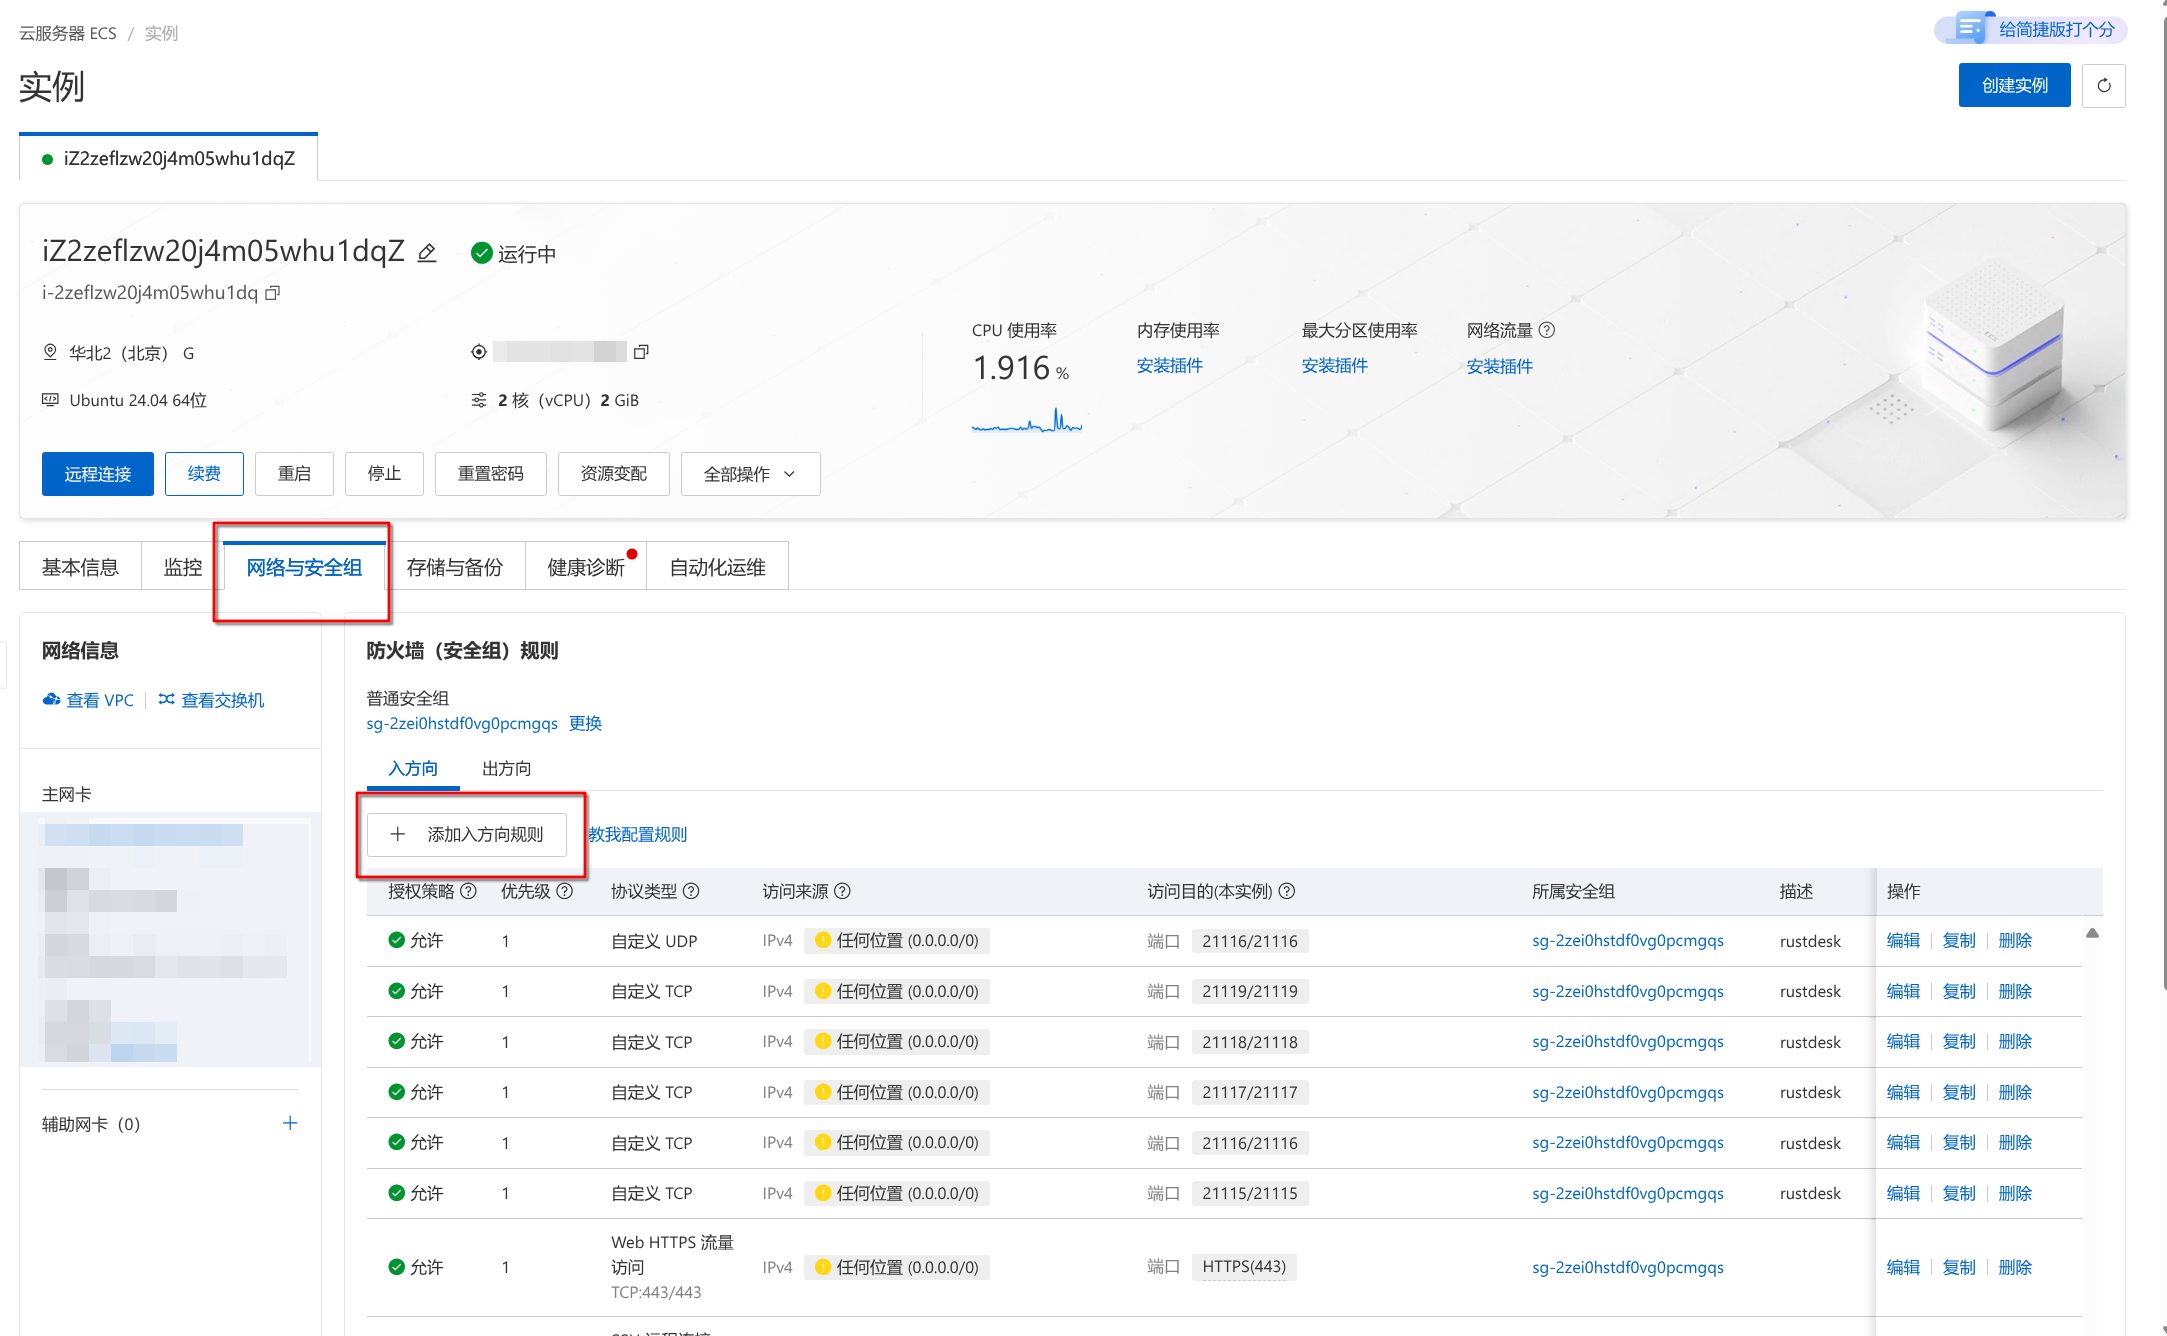 云服务器 ECS / 实例
给简捷版打个分
实例
创建实例
iZ2zeflzw20j4m05whu1dqZ
iZ2zeflzw20j4m05whu1dqZ 运行中
i-2zeflzw20j4m05whu1dq
CPU 使用率 内存使用率 最大分区使用率 网络流量
华北2（北京） G
1.916 % 安装插件 安装插件 安装插件
Ubuntu 24.04 64位 2 核（vCPU）2 GiB
远程连接 续费 重启 停止 重置密码 资源变配 全部操作
基本信息 监控 网络与安全组 存储与备份 健康诊断 自动化运维
网络信息
查看 VPC 查看交换机
主网卡
辅助网卡（0）
防火墙（安全组）规则
普通安全组
sg-2zei0hstdf0vg0pcmgqs 更换
入方向 出方向
添加入方向规则 教我配置规则
授权策略 优先级 协议类型 访问来源 访问目的(本实例) 所属安全组 描述 操作
允许 1 自定义 UDP IPv4 任何位置 (0.0.0.0/0) 端口 21116/21116 sg-2zei0hstdf0vg0pcmgqs rustdesk 编辑 复制 删除
允许 1 自定义 TCP IPv4 任何位置 (0.0.0.0/0) 端口 21119/21119 sg-2zei0hstdf0vg0pcmgqs rustdesk 编辑 复制 删除
允许 1 自定义 TCP IPv4 任何位置 (0.0.0.0/0) 端口 21118/21118 sg-2zei0hstdf0vg0pcmgqs rustdesk 编辑 复制 删除
允许 1 自定义 TCP IPv4 任何位置 (0.0.0.0/0) 端口 21117/21117 sg-2zei0hstdf0vg0pcmgqs rustdesk 编辑 复制 删除
允许 1 自定义 TCP IPv4 任何位置 (0.0.0.0/0) 端口 21116/21116 sg-2zei0hstdf0vg0pcmgqs rustdesk 编辑 复制 删除
允许 1 自定义 TCP IPv4 任何位置 (0.0.0.0/0) 端口 21115/21115 sg-2zei0hstdf0vg0pcmgqs rustdesk 编辑 复制 删除
Web HTTPS 流量
允许 1 访问 IPv4 任何位置 (0.0.0.0/0) 端口 HTTPS(443) sg-2zei0hstdf0vg0pcmgqs 编辑 复制 删除
TCP:443/443